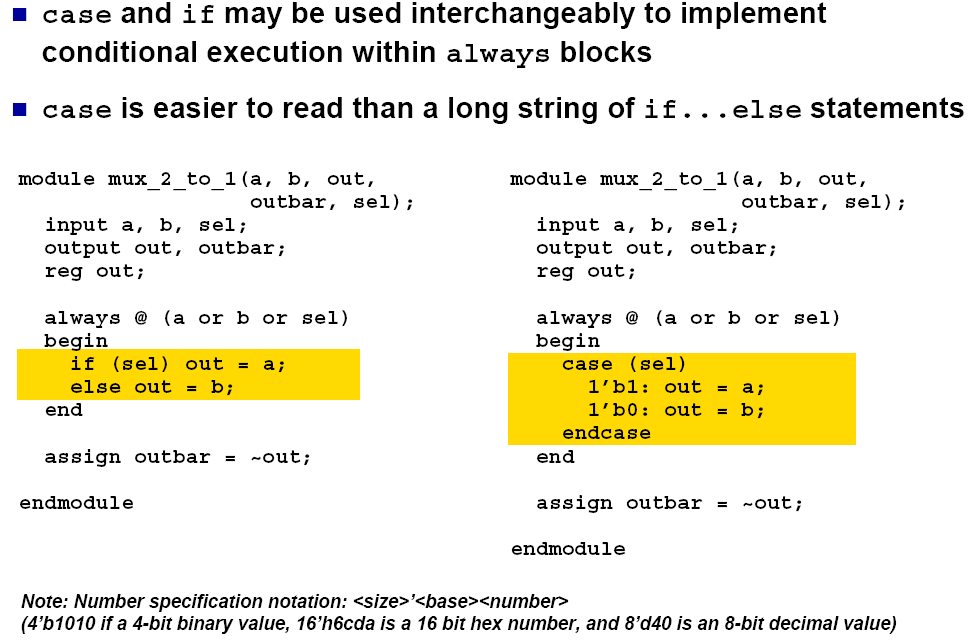 case and if may be used interchangeably to implement
conditional execution within always blocks
case is easier to read than a long string of if...else statements
module mux_2_to_1(a, b, out,
outbar, sel);
input a, b, sel;
output out, outbar;
reg out;
always @ (a or b or sel)
begin
if (sel) out = a;
else out = b;
end
assign outbar = ~out;
endmodule
module mux_2_to_1(a, b, out,
outbar, sel);
input a, b, sel;
output out, outbar;
reg out;
always @ (a or b or sel)
begin
case (sel)
1’b1: out = a;
1’b0: out = b;
endcase
end
assign outbar = ~out;
endmodule
Note: Number specification notation: <size>’<base><number>
(4’b1010 if a 4-bit binary value, 16’h6cda is a 16 bit hex number, and 8’d40 is an 8-bit decimal value)